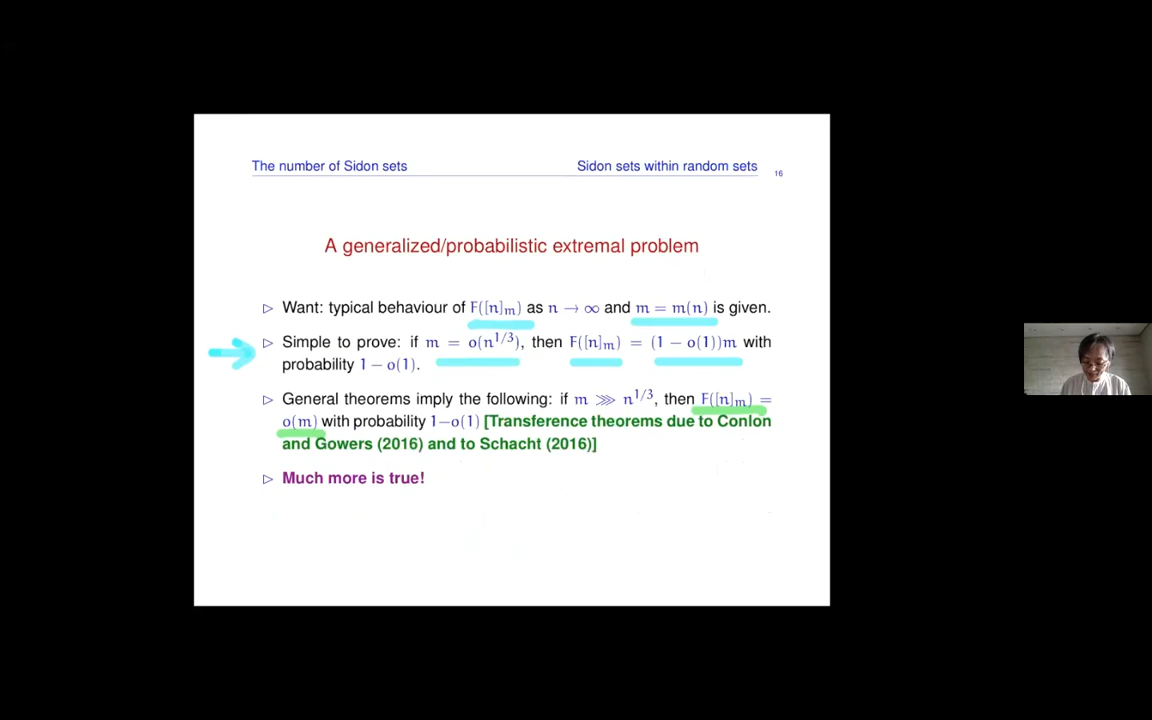 The number of Sidon sets Sidon sets within random sets 16
A generalized/probabilistic extremal problem
▷ Want: typical behaviour of F([n]ₘ) as n → ∞ and m = m(n) is given.
▷ Simple to prove: if m = o(n^{1/3}), then F([n]ₘ) = (1 − o(1))m with
probability 1 − o(1).
▷ General theorems imply the following: if m ⋙ n^{1/3}, then F([n]ₘ) =
o(m) with probability 1−o(1) [Transference theorems due to Conlon
and Gowers (2016) and to Schacht (2016)]
▷ Much more is true!